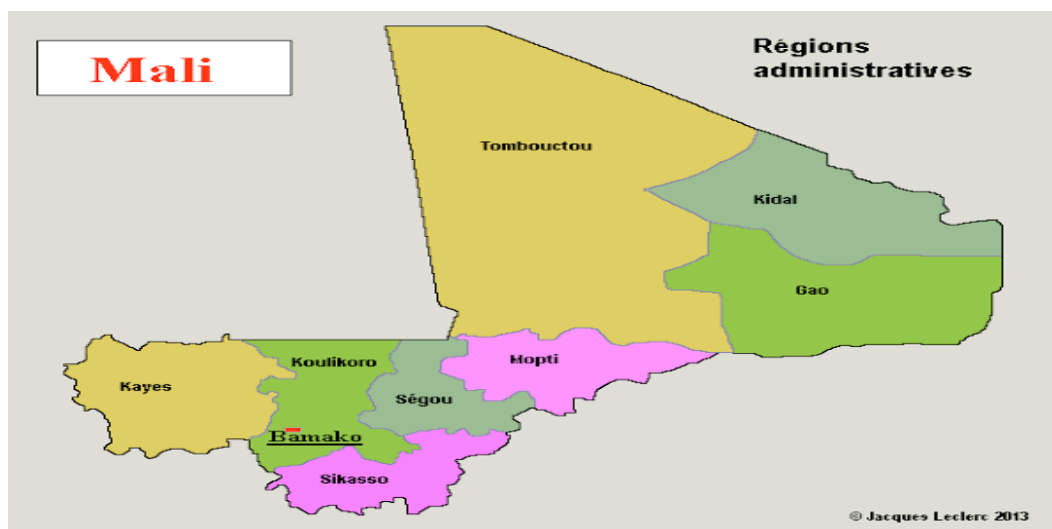 Mali
Régions
administratives
Tombouctou
Kidal
Gao
Koulikoro
Mopti
Kayes
Ségou
Bamako
Sikasso
© Jacques Leclerc 2013